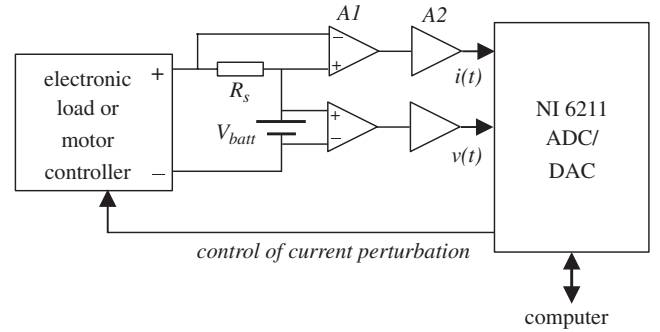 A1
A2
electronic
load or
motor
controller
+
−
R_s
V_batt
−
+
+
−
i(t)
v(t)
NI 6211
ADC/
DAC
control of current perturbation
computer